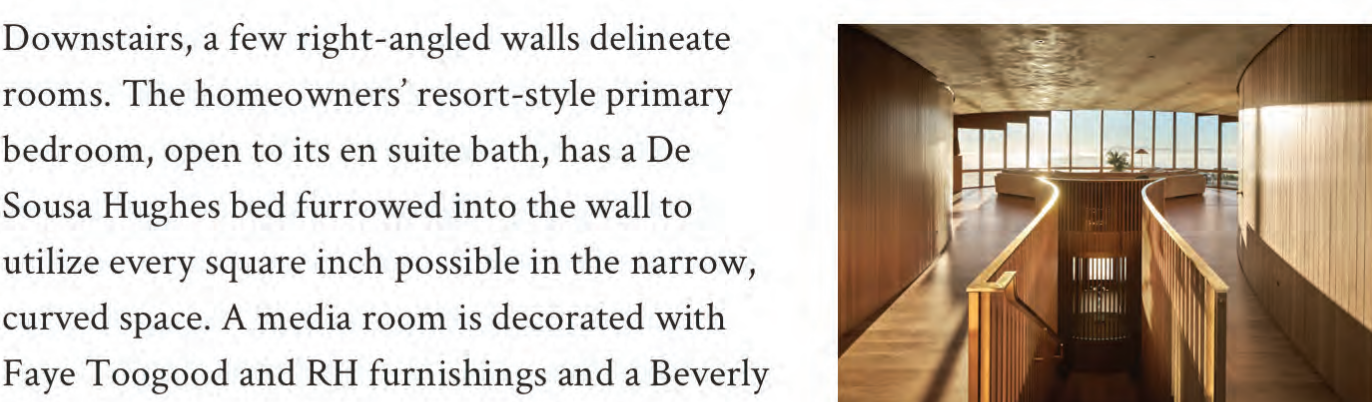 Downstairs, a few right-angled walls delineate
rooms. The homeowners’ resort-style primary
bedroom, open to its en suite bath, has a De
Sousa Hughes bed furrowed into the wall to
utilize every square inch possible in the narrow,
curved space. A media room is decorated with
Faye Toogood and RH furnishings and a Beverly